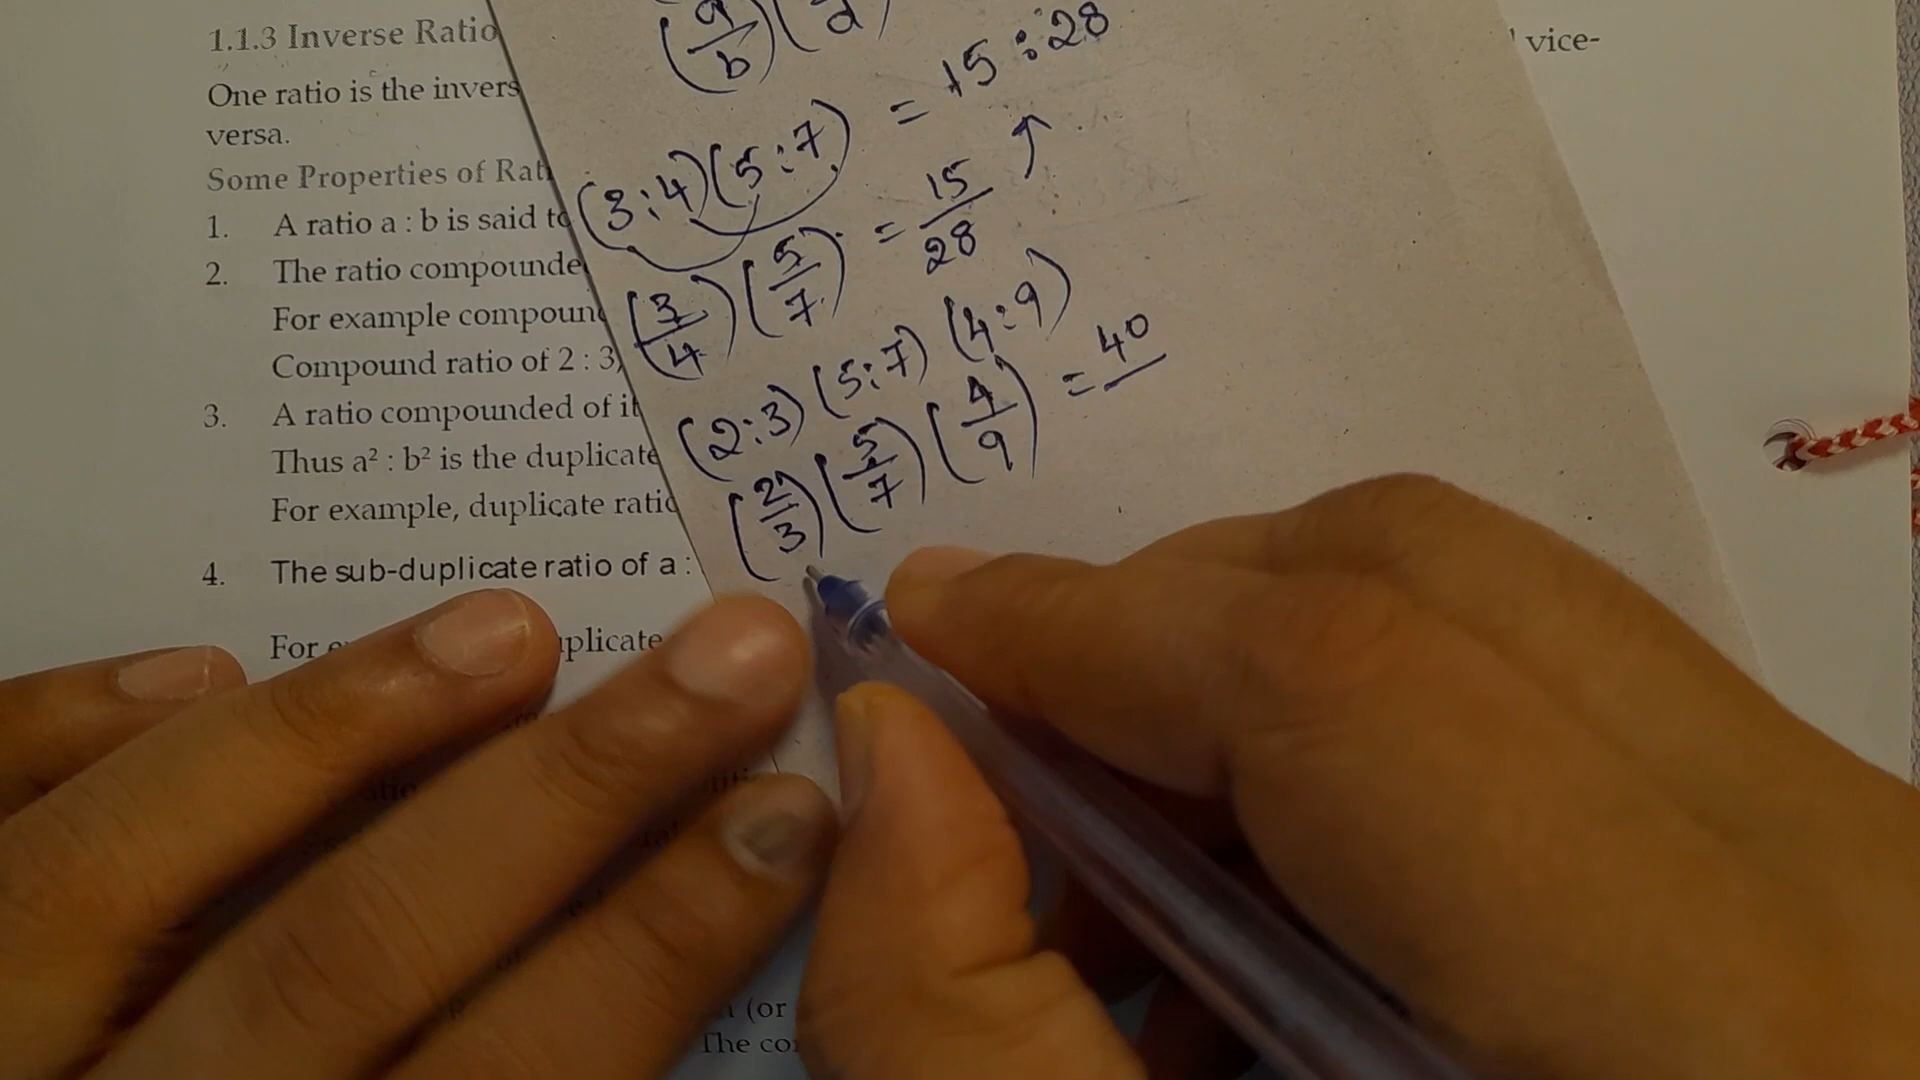 1.1.3 Inverse Ratio
vice-
One ratio is the invers
versa.
Some Properties of Rati
1. A ratio a : b is said to
2. The ratio compounde
For example compound
Compound ratio of 2 : 3,
3. A ratio compounded of it
Thus a² : b² is the duplicate
For example, duplicate ratio
4. The sub-duplicate ratio of a :
For
plicate
(or
The co
(a/b)(/d)
(3:4)(5:7) = 15:28
(3/4)(5/7) = 15/28 ↑
(2:3)(5:7)(4:9)
(2/3)(5/7)(4/9) = 40/